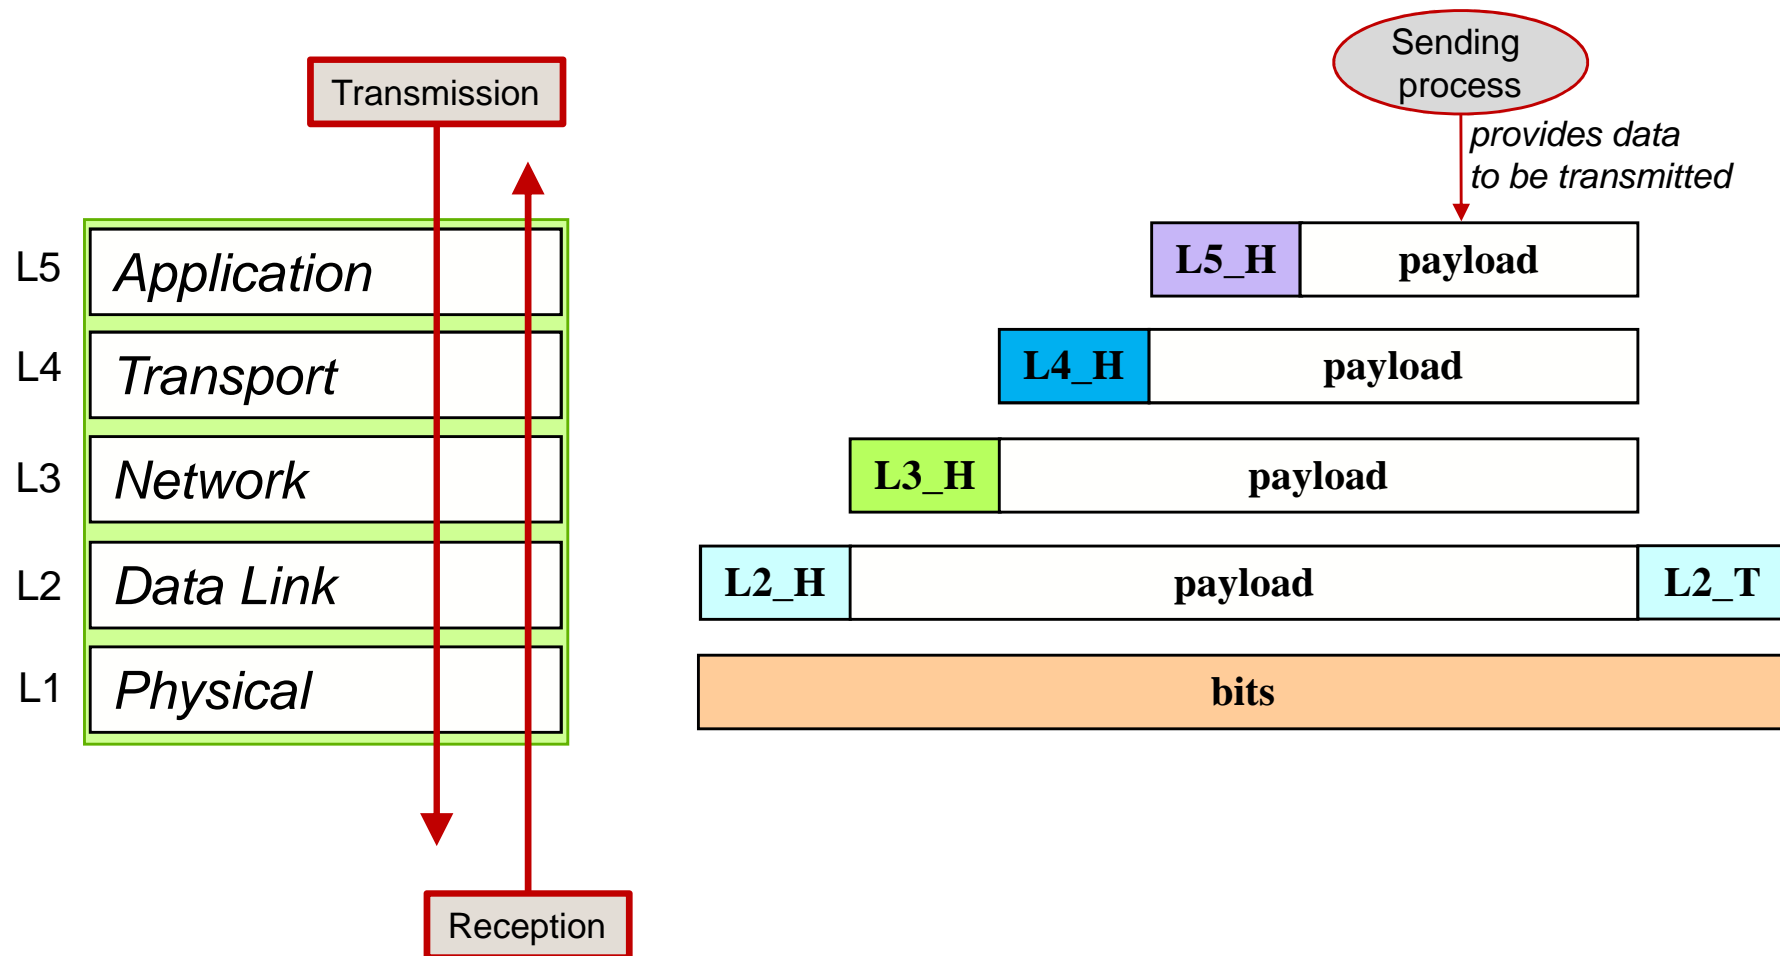 Sending
process
Transmission
provides data
to be transmitted
L5 Application
L5_H payload
L4 Transport
L4_H payload
L3 Network
L3_H payload
L2 Data Link
L2_H payload L2_T
L1 Physical
bits
Reception